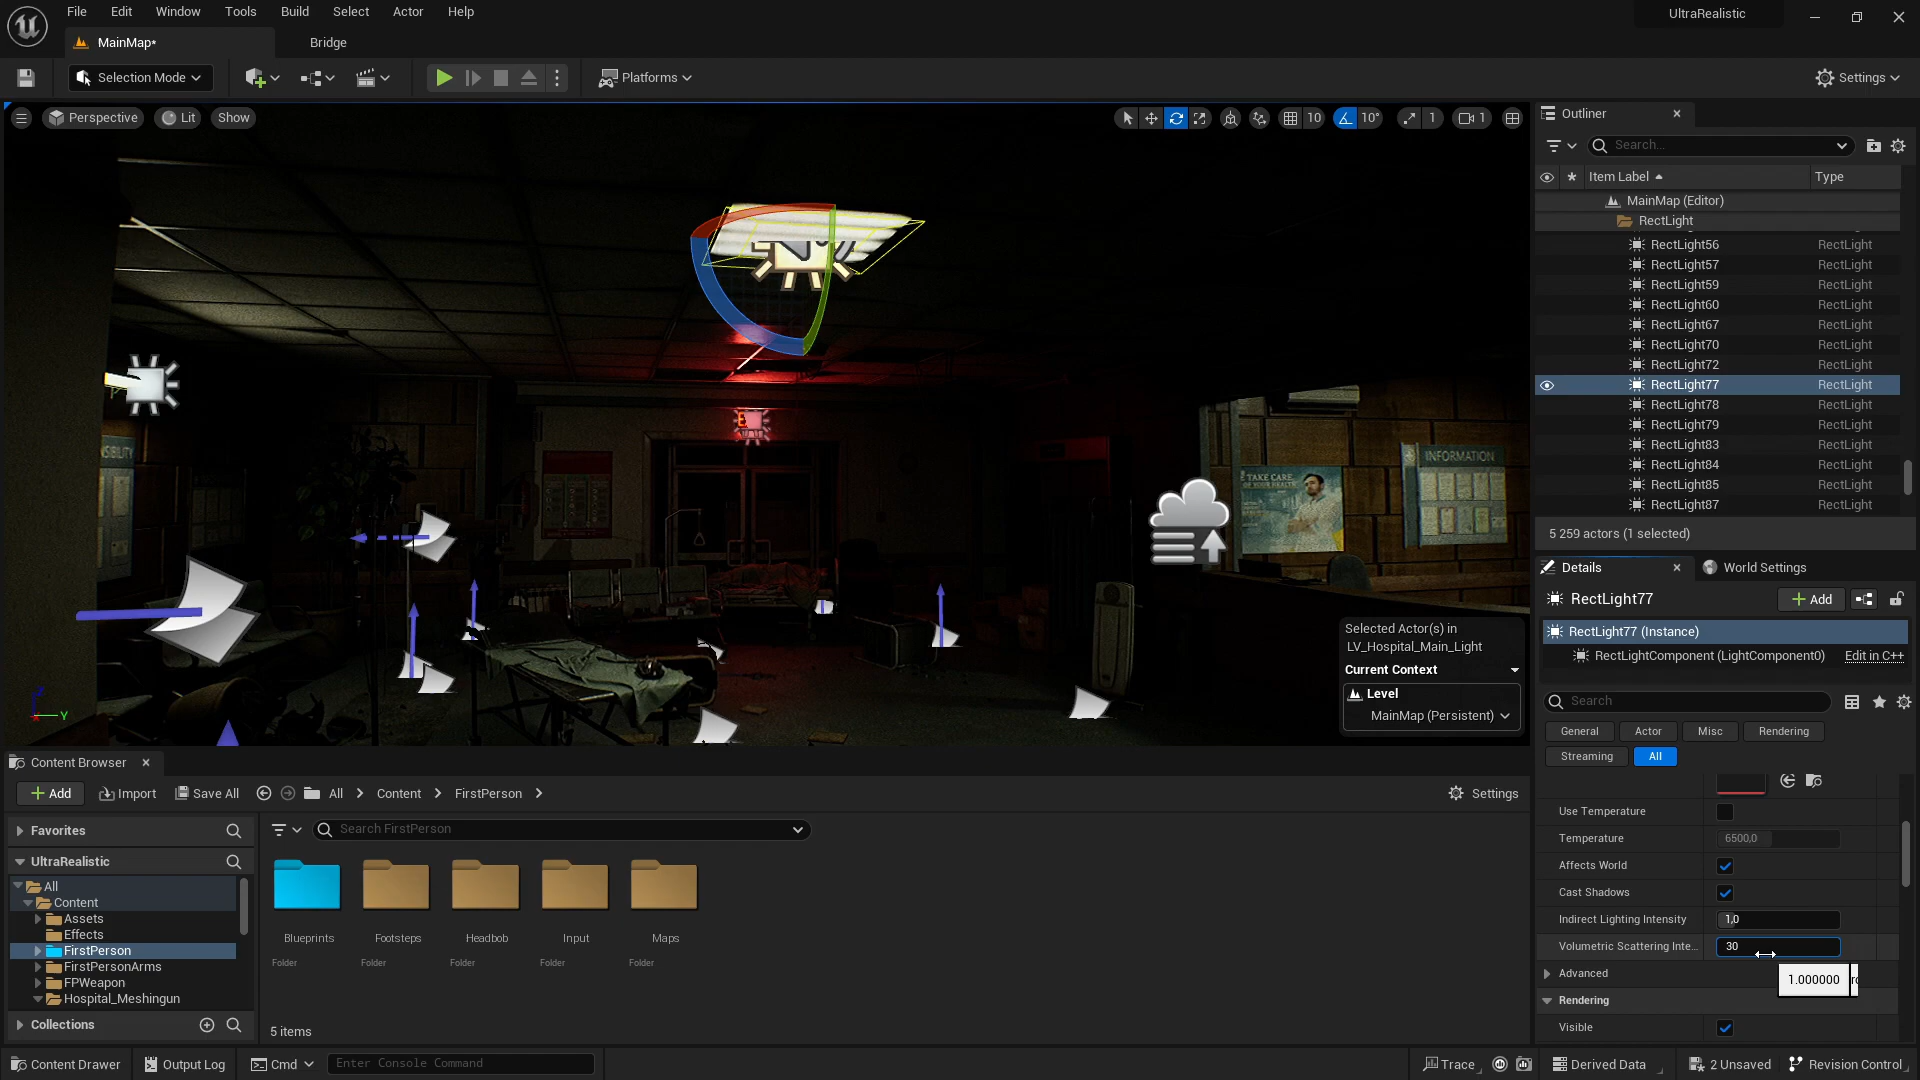 File Edit Window Tools Build Select Actor Help
UltraRealistic
MainMap*
Bridge
Selection Mode
Platforms
Settings
Perspective
Lit
Show
10
10°
1
1
TAKE CARE
OF YOUR HEALTH
INFORMATION
Selected Actor(s) in
LV_Hospital_Main_Light
Current Context
Level
MainMap (Persistent)
Z
X
Y
Outliner
Search...
Item Label
Type
MainMap (Editor)
RectLight
RectLight56 RectLight
RectLight57 RectLight
RectLight59 RectLight
RectLight60 RectLight
RectLight67 RectLight
RectLight70 RectLight
RectLight72 RectLight
RectLight77 RectLight
RectLight78 RectLight
RectLight79 RectLight
RectLight83 RectLight
RectLight84 RectLight
RectLight85 RectLight
RectLight87 RectLight
5 259 actors (1 selected)
Details
World Settings
RectLight77
Add
RectLight77 (Instance)
RectLightComponent (LightComponent0) Edit in C++
Search
General Actor Misc Rendering
Streaming All
Use Temperature
Temperature 6500,0
Affects World
Cast Shadows
Indirect Lighting Intensity 1,0
Volumetric Scattering Inte... 30
Advanced
1.000000
Rendering
Visible
Content Browser
Add
Import
Save All
All
Content
FirstPerson
Settings
Favorites
UltraRealistic
All
Content
Assets
Effects
FirstPerson
FirstPersonArms
FPWeapon
Hospital_Meshingun
Collections
Search FirstPerson
Blueprints Footsteps Headbob Input Maps
Folder Folder Folder Folder Folder
5 items
Content Drawer
Output Log
Cmd
Enter Console Command
Trace
Derived Data
2 Unsaved
Revision Control